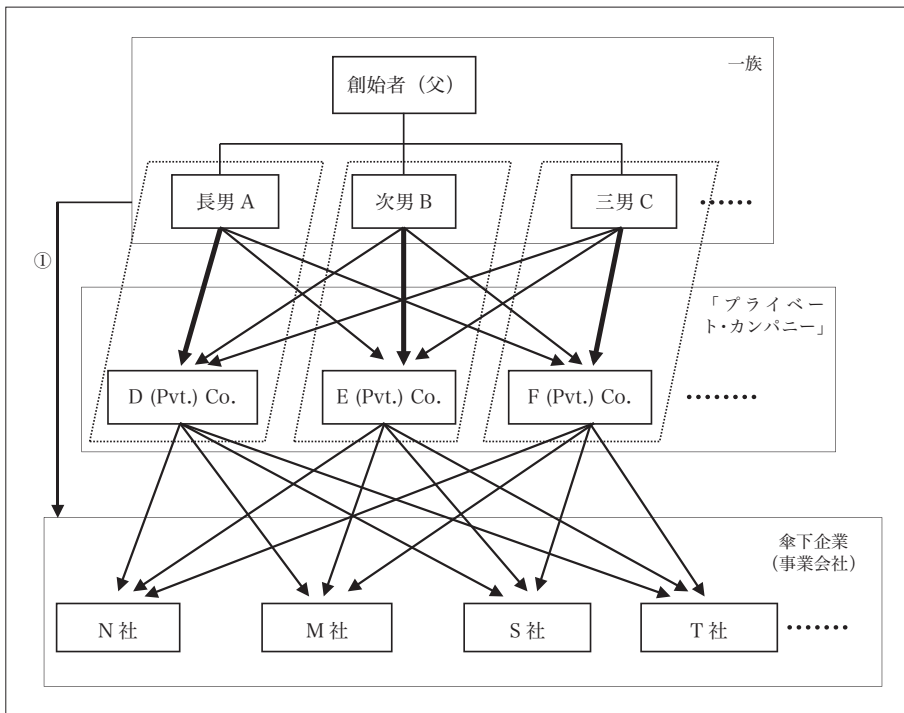 一族
創始者（父）
長男 A
次男 B
三男 C
①
「プライベー
ト・カンパニー」
D (Pvt.) Co.
E (Pvt.) Co.
F (Pvt.) Co.
傘下企業
（事業会社）
N 社
M 社
S 社
T 社